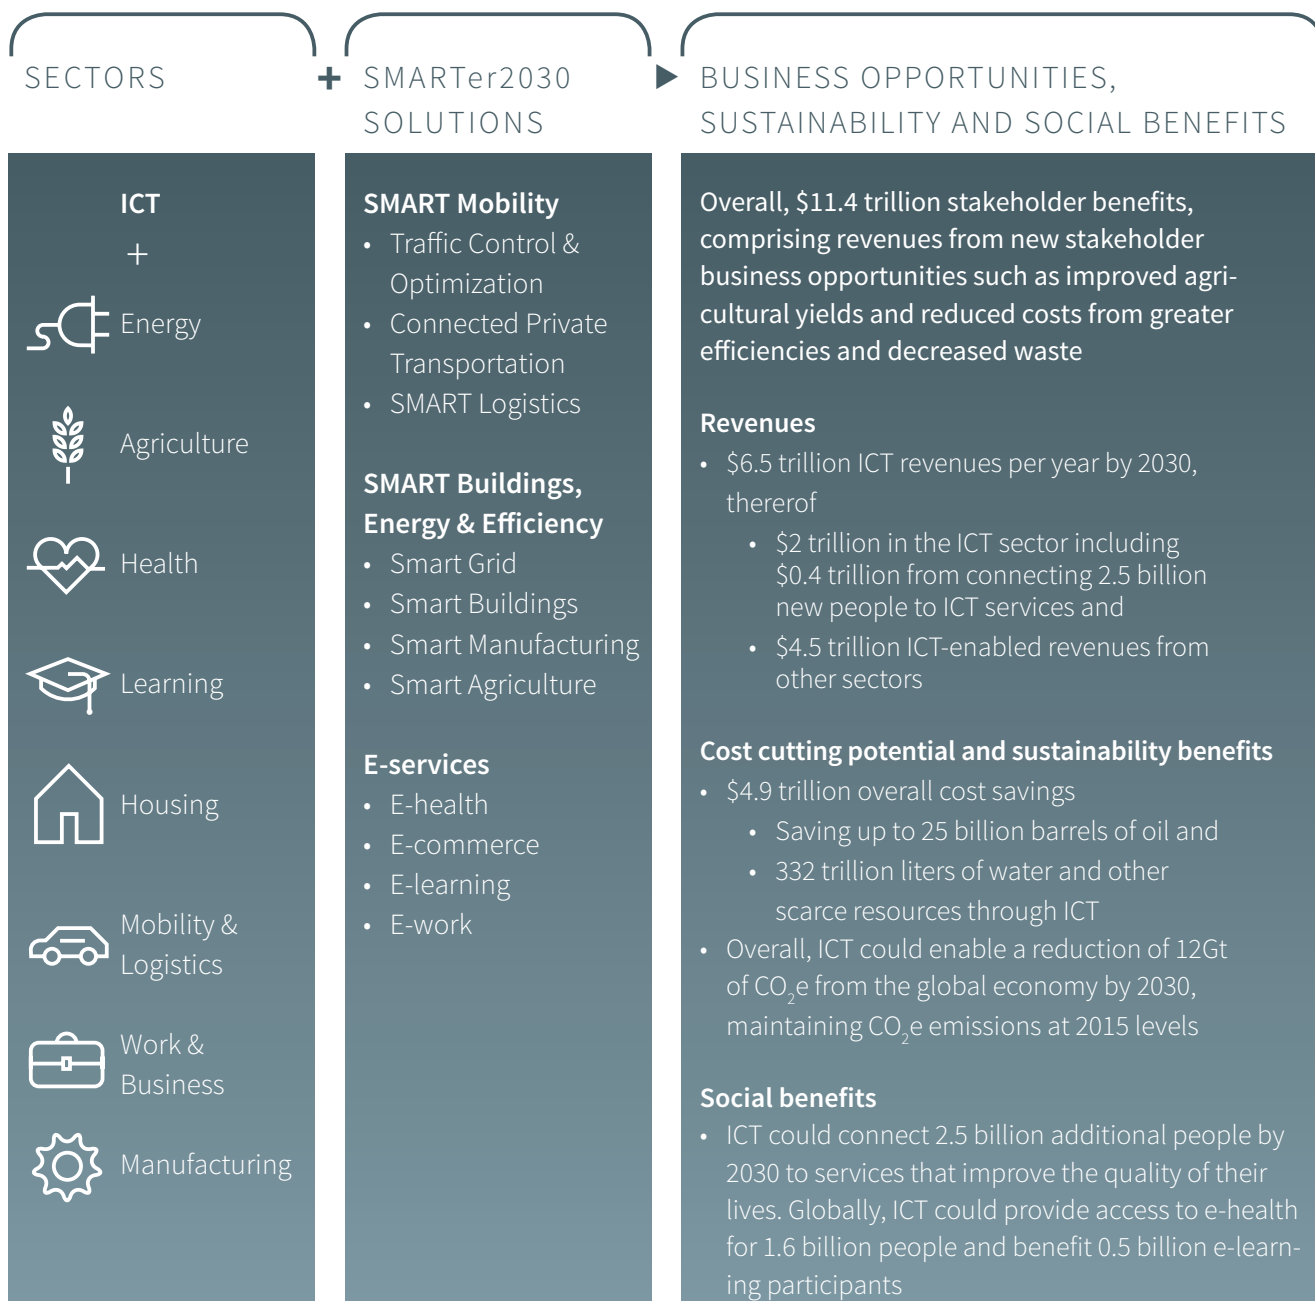 SECTORS
+ SMARTer2030
SOLUTIONS
BUSINESS OPPORTUNITIES,
SUSTAINABILITY AND SOCIAL BENEFITS
ICT
+
Energy
Agriculture
Health
Learning
Housing
Mobility &
Logistics
Work &
Business
Manufacturing
SMART Mobility
• Traffic Control &
Optimization
• Connected Private
Transportation
• SMART Logistics
SMART Buildings,
Energy & Efficiency
• Smart Grid
• Smart Buildings
• Smart Manufacturing
• Smart Agriculture
E-services
• E-health
• E-commerce
• E-learning
• E-work
Overall, $11.4 trillion stakeholder benefits,
comprising revenues from new stakeholder
business opportunities such as improved agri-
cultural yields and reduced costs from greater
efficiencies and decreased waste
Revenues
• $6.5 trillion ICT revenues per year by 2030,
thererof
• $2 trillion in the ICT sector including
$0.4 trillion from connecting 2.5 billion
new people to ICT services and
• $4.5 trillion ICT-enabled revenues from
other sectors
Cost cutting potential and sustainability benefits
• $4.9 trillion overall cost savings
• Saving up to 25 billion barrels of oil and
• 332 trillion liters of water and other
scarce resources through ICT
• Overall, ICT could enable a reduction of 12Gt
of CO₂e from the global economy by 2030,
maintaining CO₂e emissions at 2015 levels
Social benefits
• ICT could connect 2.5 billion additional people by
2030 to services that improve the quality of their
lives. Globally, ICT could provide access to e-health
for 1.6 billion people and benefit 0.5 billion e-learn-
ing participants